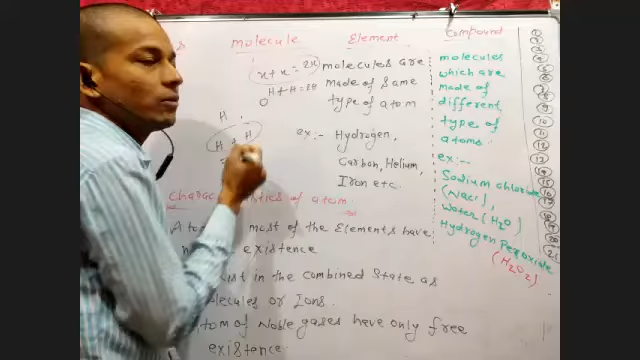 molecule
x + x = 2x
H + H = 2H
H
H + H
Element
molecules are
made of same
type of atom
ex:- Hydrogen,
Carbon, Helium,
Iron etc.
Compound
molecules
which are
made of
different
type of
atoms.
ex:-
Sodium chloride
(Nacl),
Water (H2O)
Hydrogen Peroxide
(H2O2)
Characteristics of atom
most of the Elements have
existence
in the combined State as
molecules or Ions.
atom of Noble gases have only free
existence.